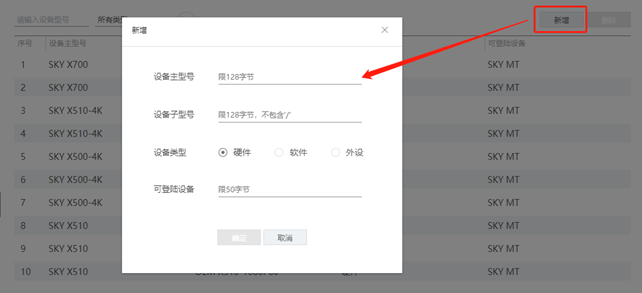 请输入设备型号 所有类型 新增 删除
序号 设备主型号 可登陆设备
1 SKY X700 SKY MT
2 SKY X700 SKY MT
3 SKY X510-4K SKY MT
4 SKY X510-4K SKY MT
5 SKY X500-4K SKY MT
6 SKY X500-4K SKY MT
7 SKY X500-4K SKY MT
8 SKY X510 SKY MT
9 SKY X510 SKY MT
10 SKY X510 SKY MT
新增
设备主型号 限128字节
设备子型号 限128字节，不包含"/"
设备类型 硬件 软件 外设
可登陆设备 限50字节
确定 取消